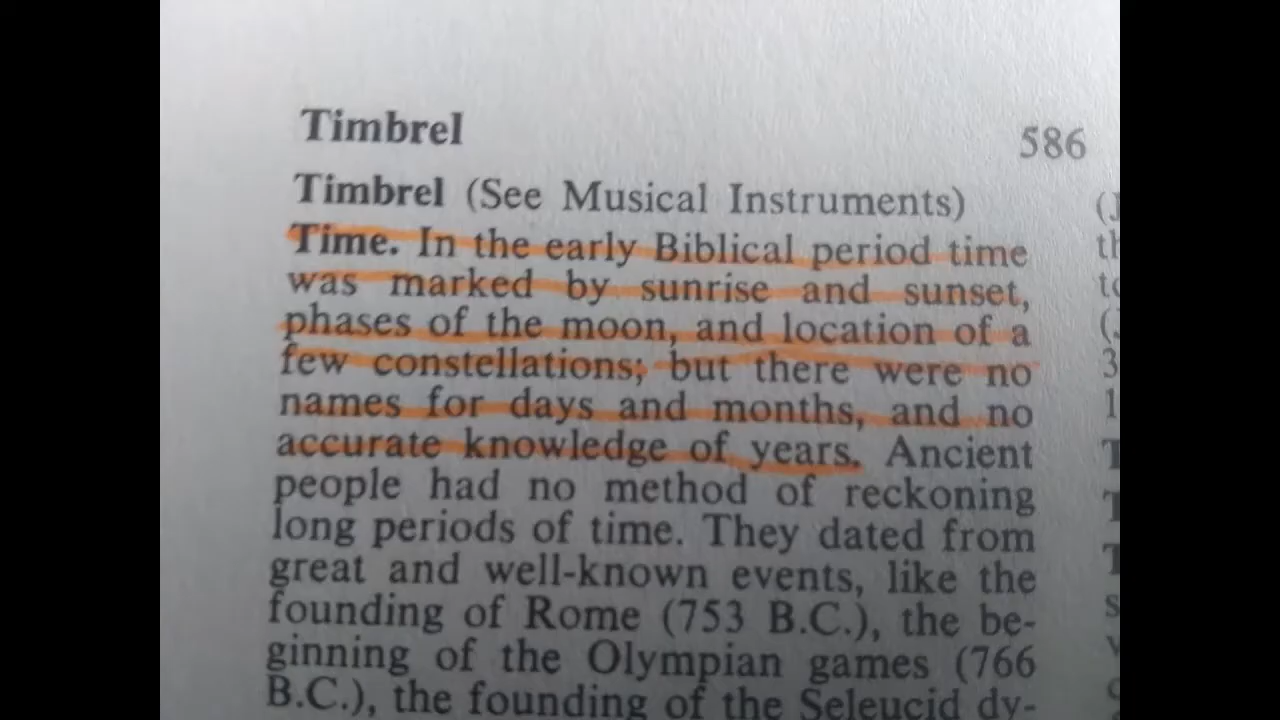 Timbrel
586
Timbrel (See Musical Instruments)
Time. In the early Biblical period time
was marked by sunrise and sunset,
phases of the moon, and location of a
few constellations; but there were no
names for days and months, and no
accurate knowledge of years. Ancient
people had no method of reckoning
long periods of time. They dated from
great and well-known events, like the
founding of Rome (753 B.C.), the be-
ginning of the Olympian games (766
B.C.), the founding of the Seleucid dy-